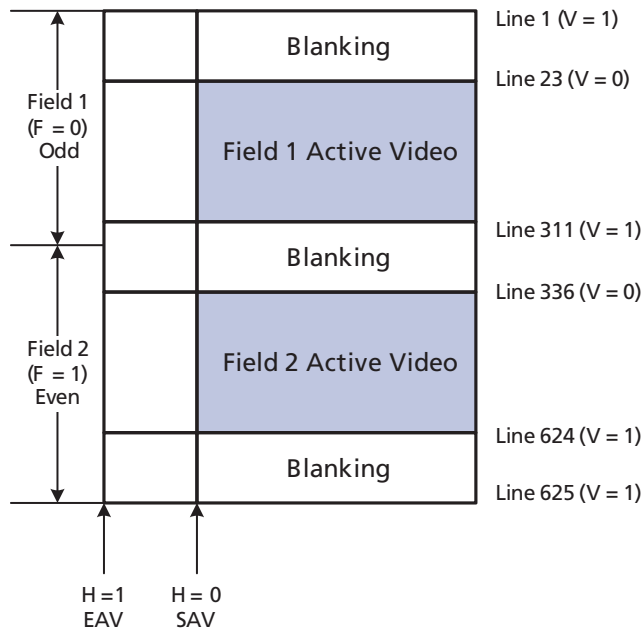 Line 1 (V = 1)
Blanking
Line 23 (V = 0)
Field 1
(F = 0)
Odd
Field 1 Active Video
Line 311 (V = 1)
Blanking
Line 336 (V = 0)
Field 2
(F = 1)
Even
Field 2 Active Video
Line 624 (V = 1)
Blanking
Line 625 (V = 1)
H = 1
EAV
H = 0
SAV